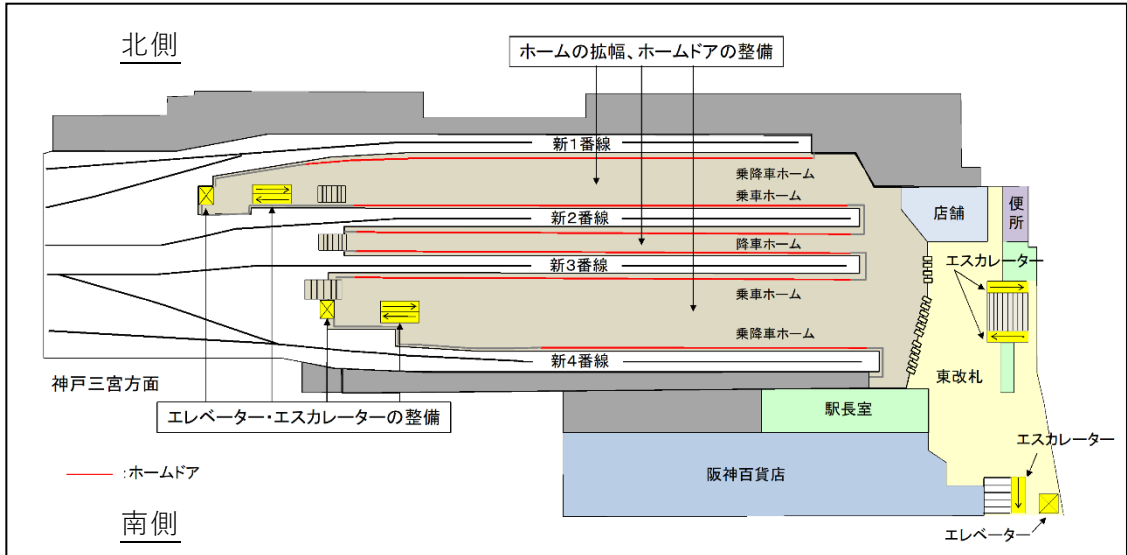 北側
ホームの拡幅、ホームドアの整備
新1番線
乗降車ホーム
乗車ホーム
新2番線
店舗
便所
降車ホーム
新3番線
エスカレーター
乗車ホーム
乗降車ホーム
新4番線
神戸三宮方面
東改札
エレベーター・エスカレーターの整備
駅長室
エスカレーター
:ホームドア
阪神百貨店
南側
エレベーター